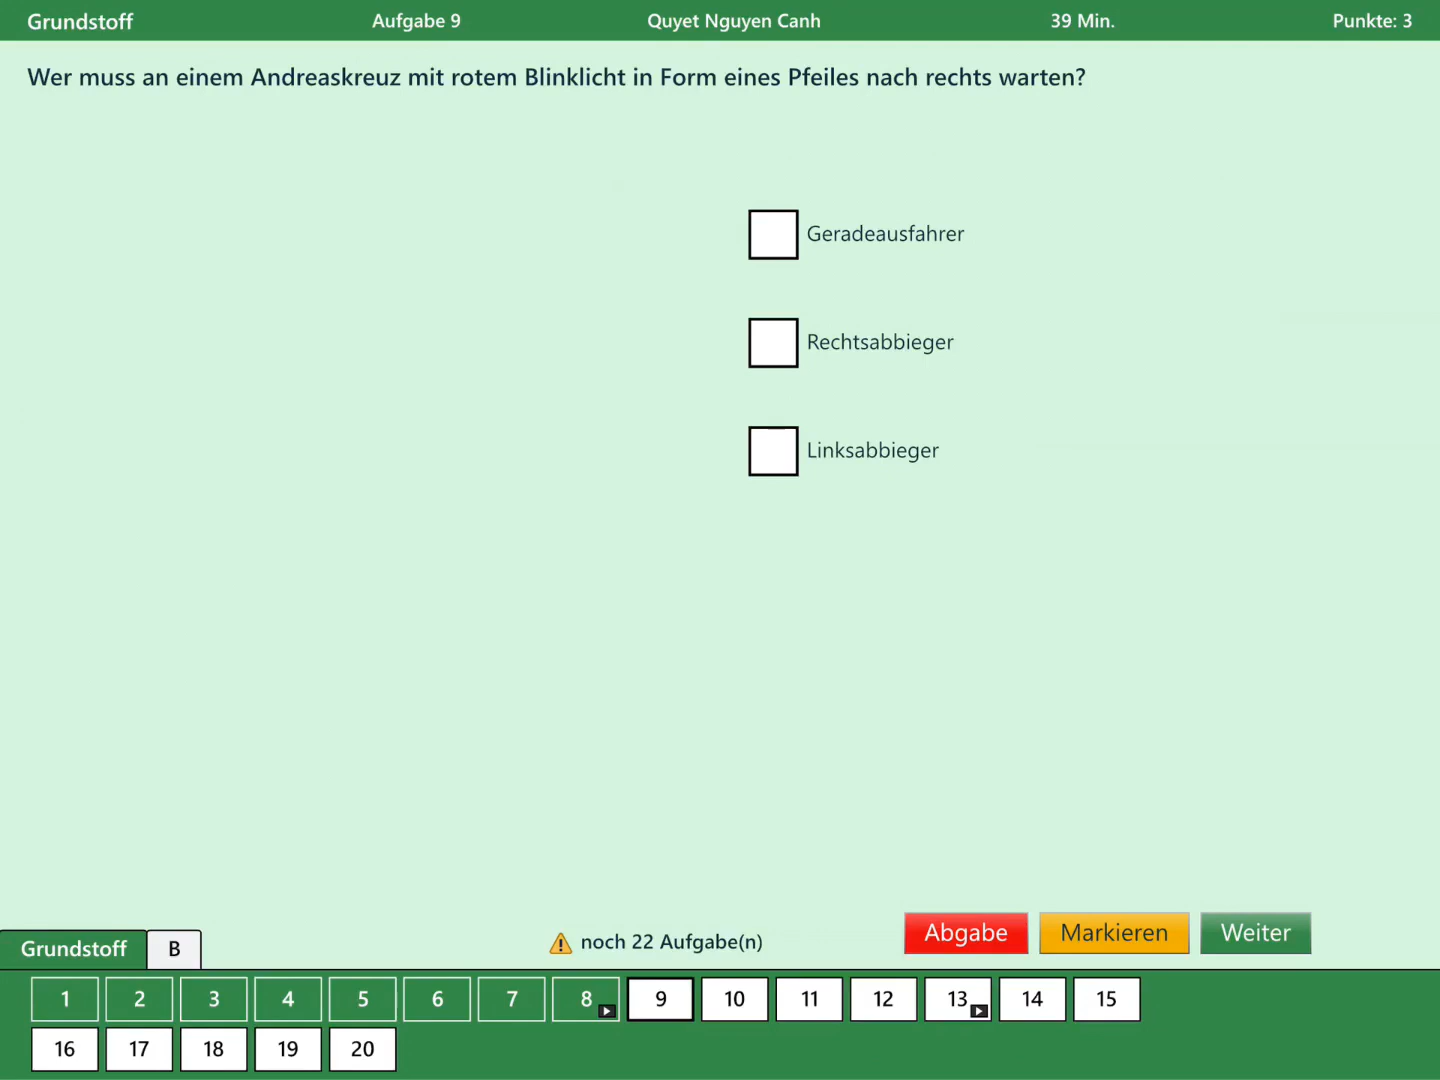 Grundstoff Aufgabe 9 Quyet Nguyen Canh 39 Min. Punkte: 3
Wer muss an einem Andreaskreuz mit rotem Blinklicht in Form eines Pfeiles nach rechts warten?
Geradeausfahrer
Rechtsabbieger
Linksabbieger
Grundstoff B noch 22 Aufgabe(n) Abgabe Markieren Weiter
1 2 3 4 5 6 7 8 9 10 11 12 13 14 15
16 17 18 19 20